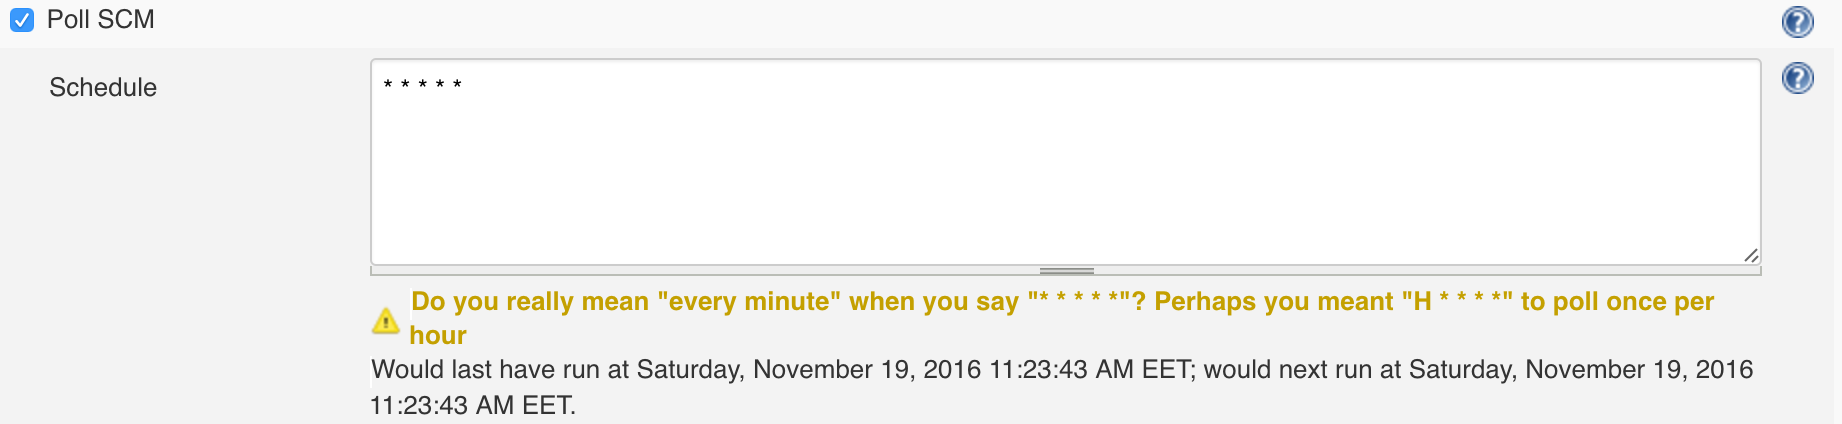 Poll SCM
Schedule
* * * * *
Do you really mean "every minute" when you say "* * * * *"? Perhaps you meant "H * * * *" to poll once per
hour
Would last have run at Saturday, November 19, 2016 11:23:43 AM EET; would next run at Saturday, November 19, 2016
11:23:43 AM EET.